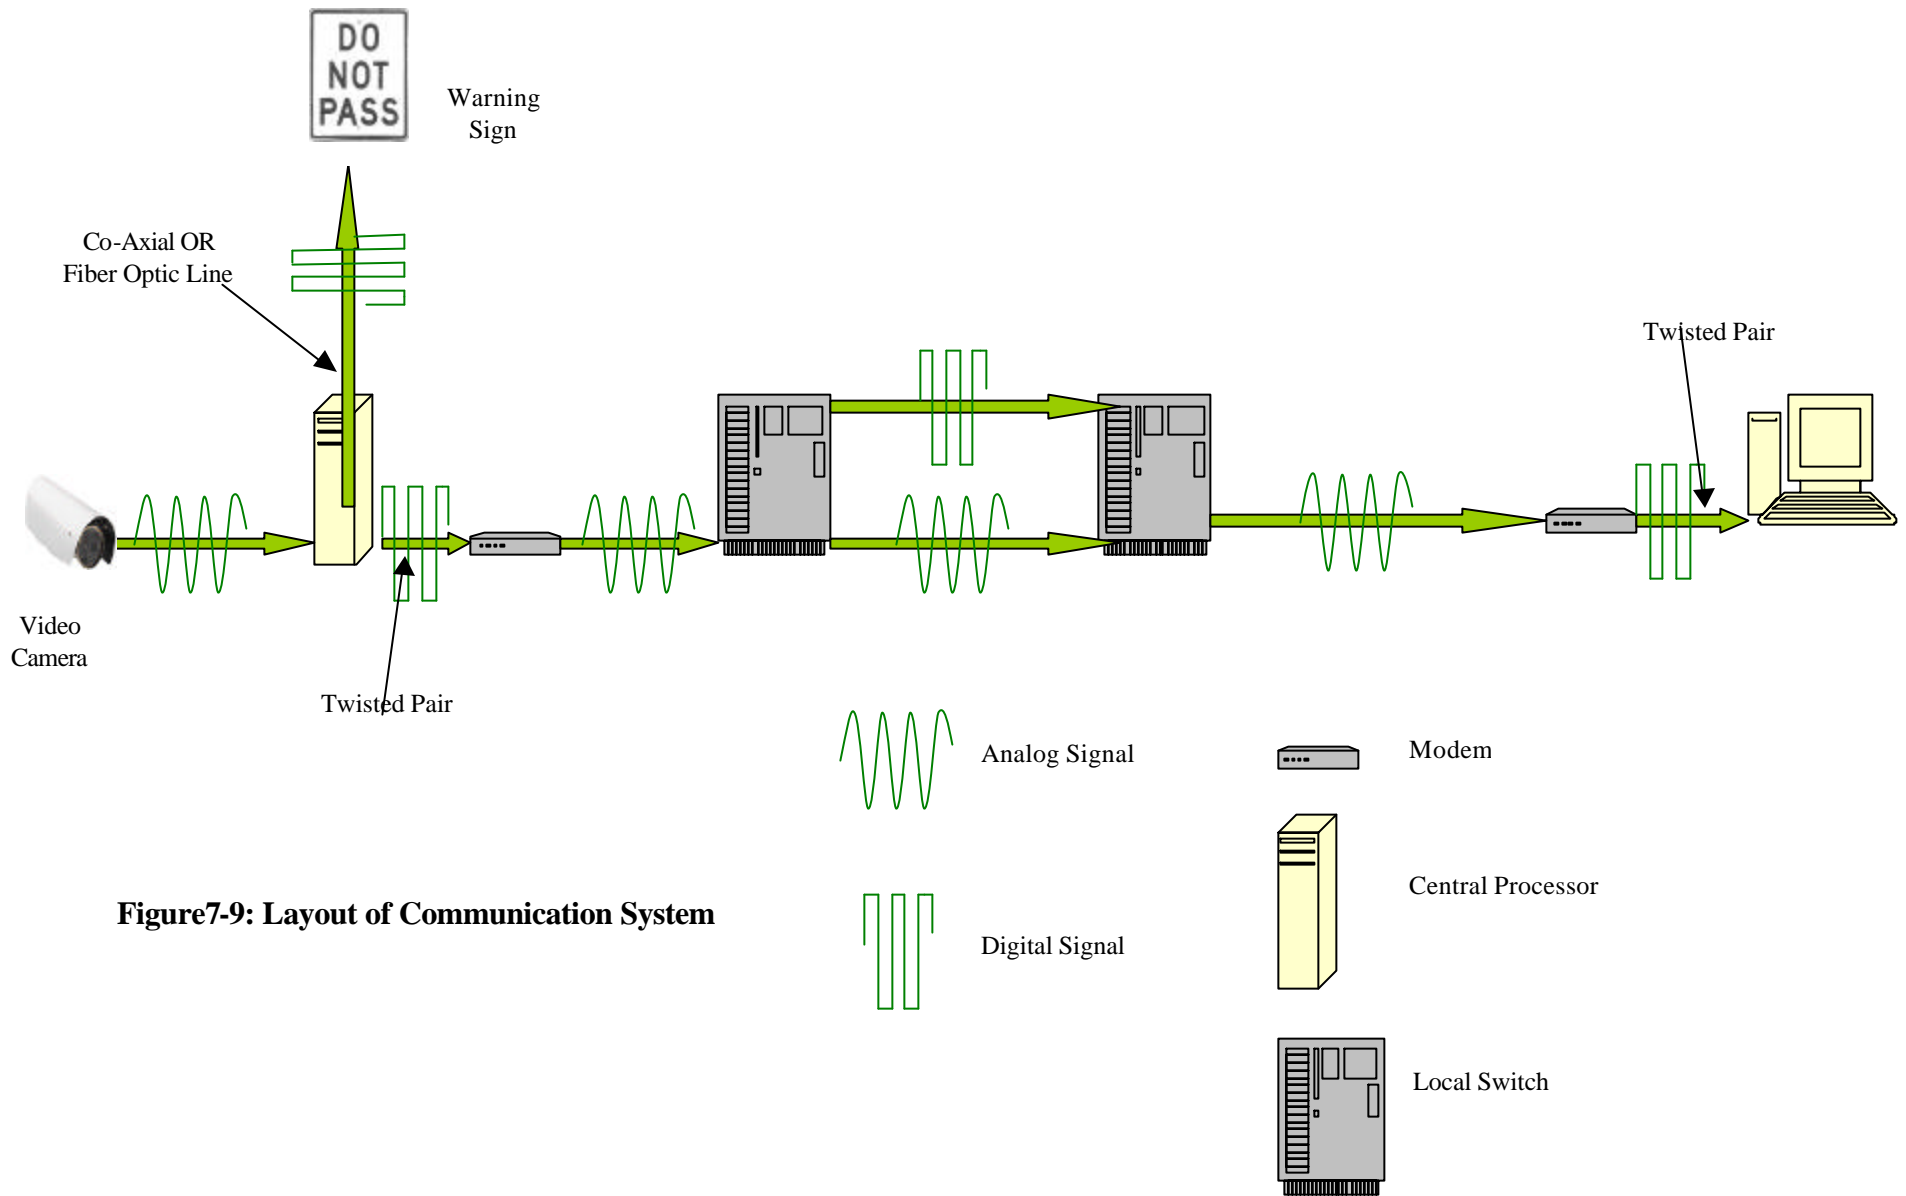 DO
NOT
PASS
Warning
Sign
Co-Axial OR
Fiber Optic Line
Twisted Pair
Video
Camera
Twisted Pair
Analog Signal
Modem
Central Processor
Figure7-9: Layout of Communication System
Digital Signal
Local Switch